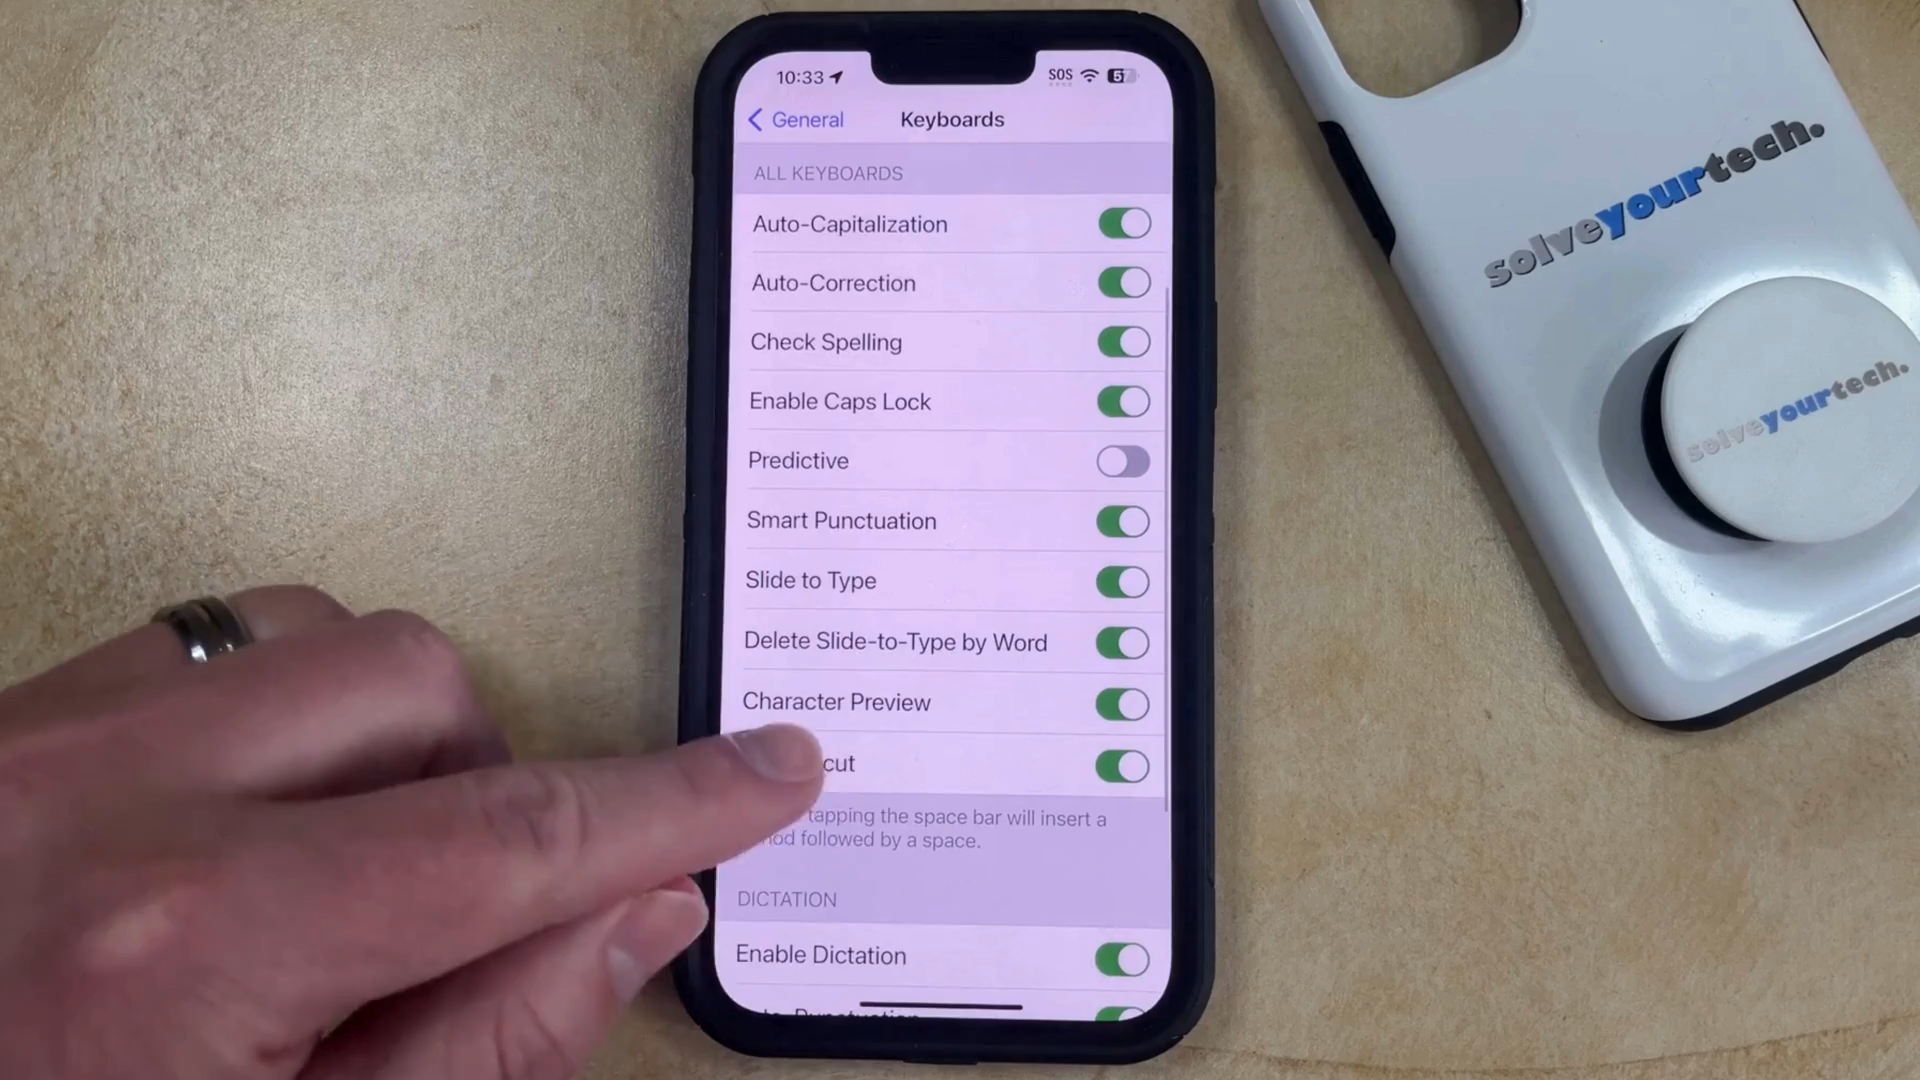 10:33
SOS
57
General
Keyboards
ALL KEYBOARDS
Auto-Capitalization
Auto-Correction
Check Spelling
Enable Caps Lock
Predictive
Smart Punctuation
Slide to Type
Delete Slide-to-Type by Word
Character Preview
cut
tapping the space bar will insert a
followed by a space.
DICTATION
Enable Dictation
solveyourtech.
solveyourtech.